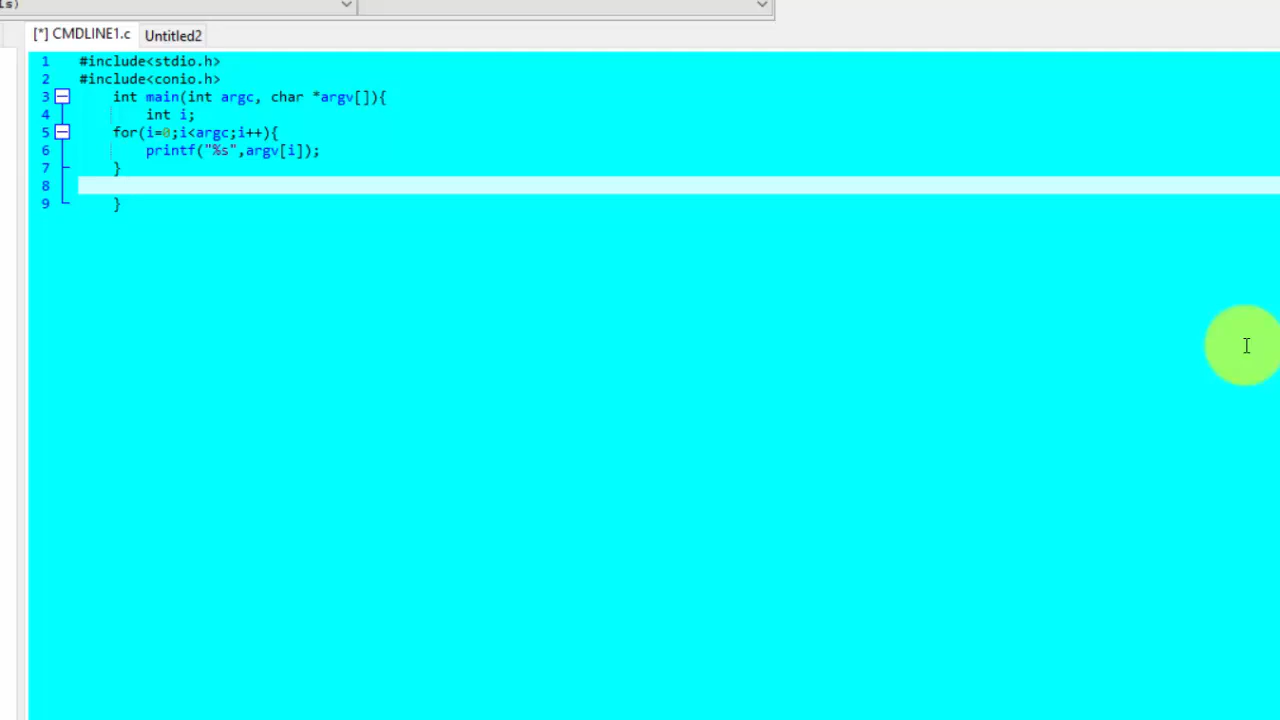 ls)
[*] CMDLINE1.c Untitled2
1 #include<stdio.h>
2 #include<conio.h>
3 int main(int argc, char *argv[]){
4 int i;
5 for(i=0;i<argc;i++){
6 printf("%s",argv[i]);
7 }
8
9 }